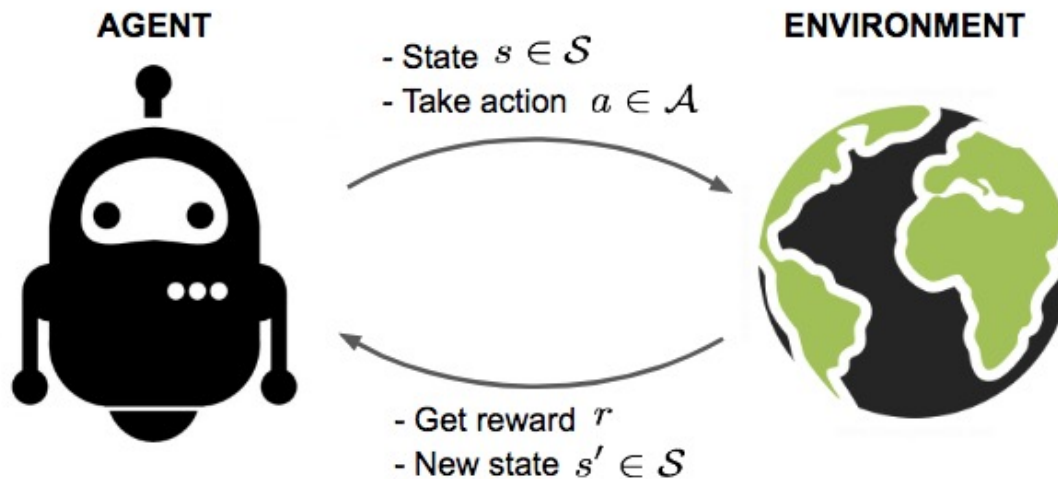 AGENT
ENVIRONMENT
- State s ∈ 𝒮
- Take action a ∈ 𝒜
- Get reward r
- New state s′ ∈ 𝒮